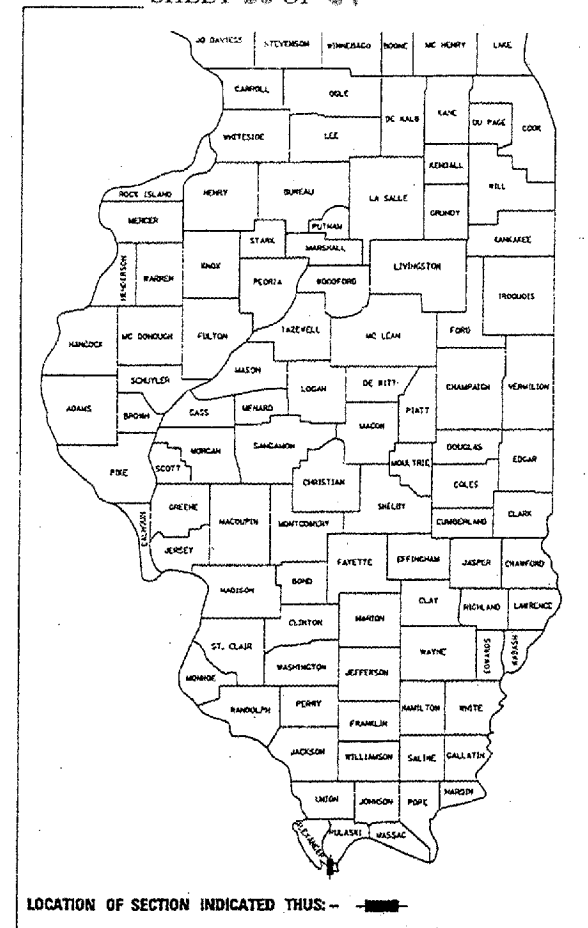 JO DAVIESS STEVENSON WINNEBAGO BOONE MC HENRY LAKE
CARROLL OGLE DE KALB KANE DU PAGE COOK
WHITESIDE LEE
KENDALL WILL
ROCK ISLAND HENRY BUREAU LA SALLE GRUNDY
MERCER PUTNAM KANKAKEE
STARK MARSHALL
HENDERSON WARREN KNOX PEORIA WOODFORD LIVINGSTON IROQUOIS
HANCOCK MC DONOUGH FULTON TAZEWELL MC LEAN FORD
MASON
SCHUYLER LOGAN DE WITT CHAMPAIGN VERMILION
ADAMS BROWN CASS MENARD MACON PIATT
MORGAN SANGAMON DOUGLAS EDGAR
PIKE SCOTT CHRISTIAN MOULTRIE COLES
GREENE MACOUPIN MONTGOMERY SHELBY CLARK
CALHOUN CUMBERLAND
JERSEY FAYETTE EFFINGHAM JASPER CRAWFORD
MADISON BOND
CLAY RICHLAND LAWRENCE
CLINTON MARION
ST. CLAIR WAYNE EDWARDS WABASH
WASHINGTON JEFFERSON
MONROE
RANDOLPH PERRY HAMILTON WHITE
FRANKLIN
JACKSON WILLIAMSON SALINE GALLATIN
UNION JOHNSON POPE HARDIN
ALEXANDER PULASKI MASSAC
LOCATION OF SECTION INDICATED THUS: -